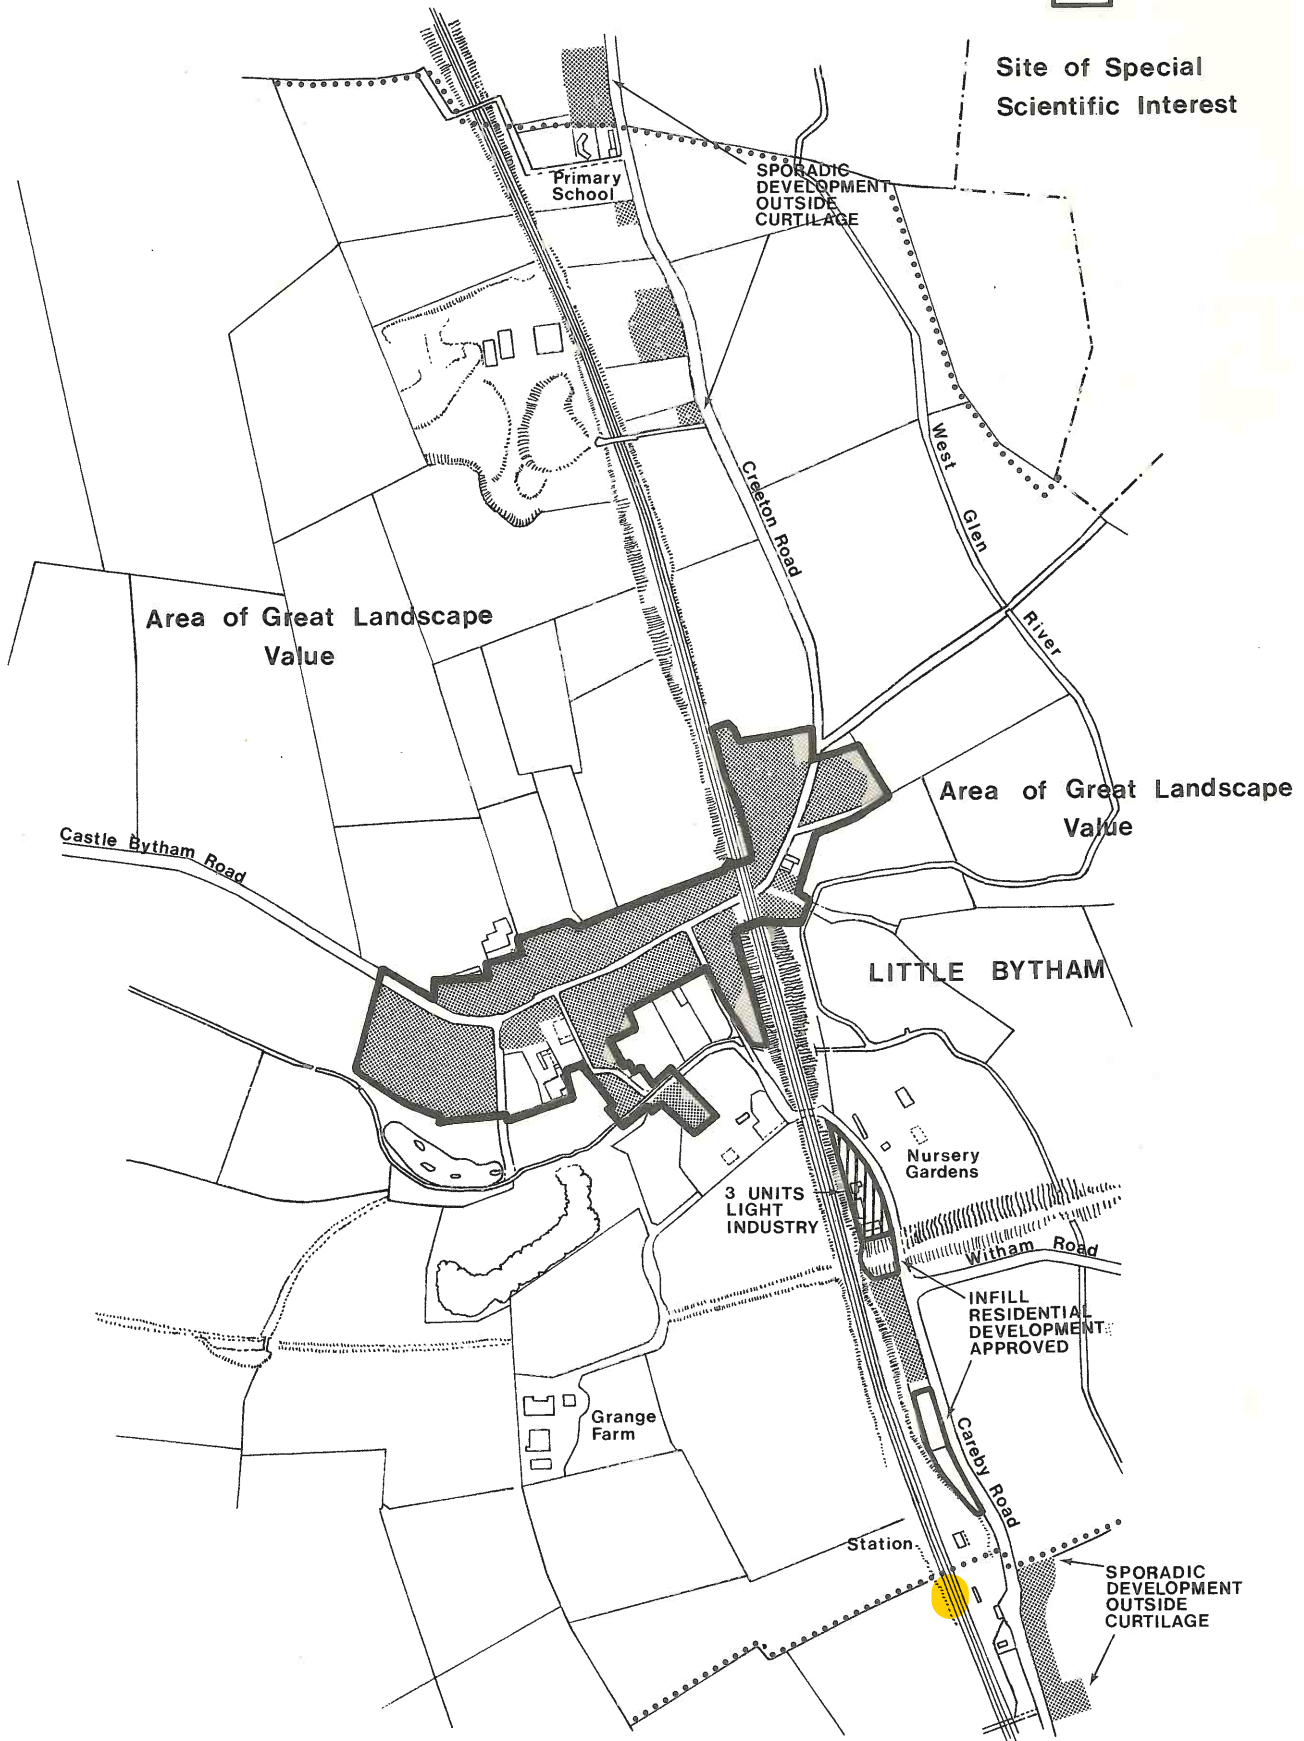 Site of Special
Scientific Interest
Primary
School
SPORADIC
DEVELOPMENT
OUTSIDE
CURTILAGE
West Glen River
Creeton Road
Area of Great Landscape
Value
Area of Great Landscape
Value
Castle Bytham Road
LITTLE BYTHAM
Nursery
Gardens
3 UNITS
LIGHT
INDUSTRY
Witham Road
INFILL
RESIDENTIAL
DEVELOPMENT
APPROVED
Grange
Farm
Careby Road
Station
SPORADIC
DEVELOPMENT
OUTSIDE
CURTILAGE